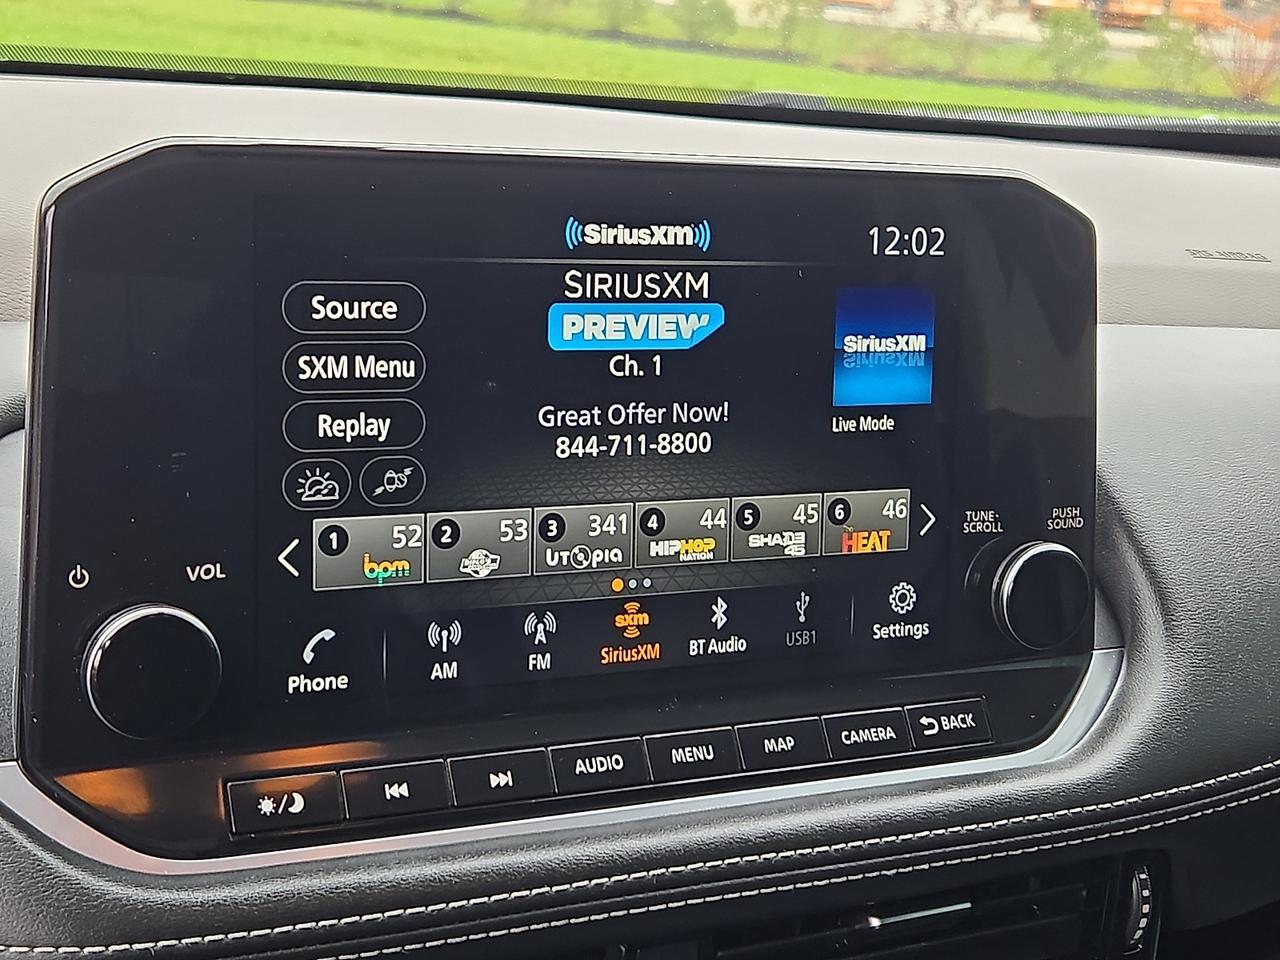 SiriusXM
12:02
SIRIUSXM
PREVIEW
Ch. 1
Great Offer Now!
844-711-8800
Source
SXM Menu
Replay
SiriusXM
Live Mode
1 52 bpm
2 53
3 341 UTOPIA
4 44 HIPHOP NATION
5 45 SHADE 45
6 46 HEAT
VOL
TUNE·
SCROLL
PUSH
SOUND
Phone
AM
FM
sxm
SiriusXM
BT Audio
USB1
Settings
AUDIO
MENU
MAP
CAMERA
BACK
SRS AIRBAG